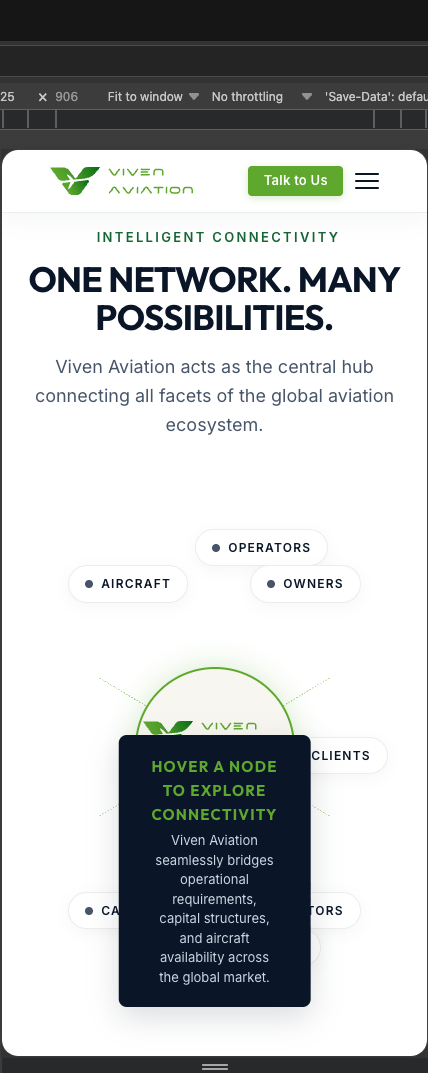 25 × 906 Fit to window No throttling 'Save-Data': defau
VIVEN
AVIATION
Talk to Us
INTELLIGENT CONNECTIVITY
ONE NETWORK. MANY
POSSIBILITIES.
Viven Aviation acts as the central hub
connecting all facets of the global aviation
ecosystem.
OPERATORS
AIRCRAFT
OWNERS
VIVEN
CLIENTS
HOVER A NODE
TO EXPLORE
CONNECTIVITY
Viven Aviation
seamlessly bridges
operational
requirements,
capital structures,
and aircraft
availability across
the global market.
CA
TORS